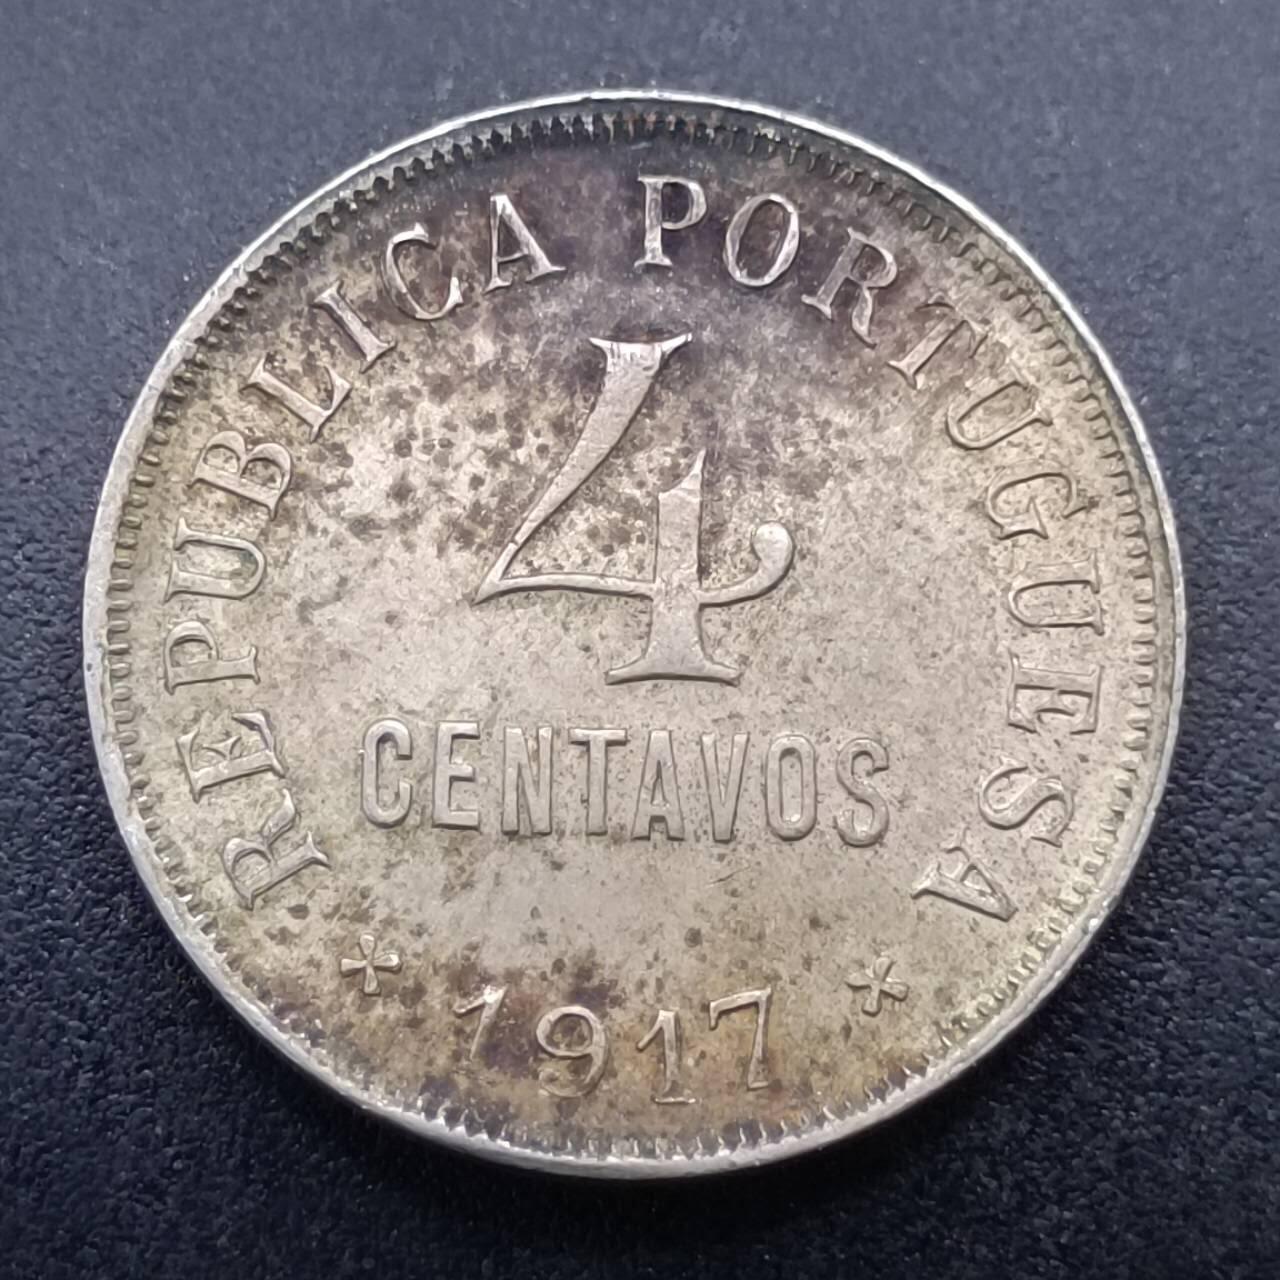 REPUBLICA PORTUGUESA
4
CENTAVOS
1917